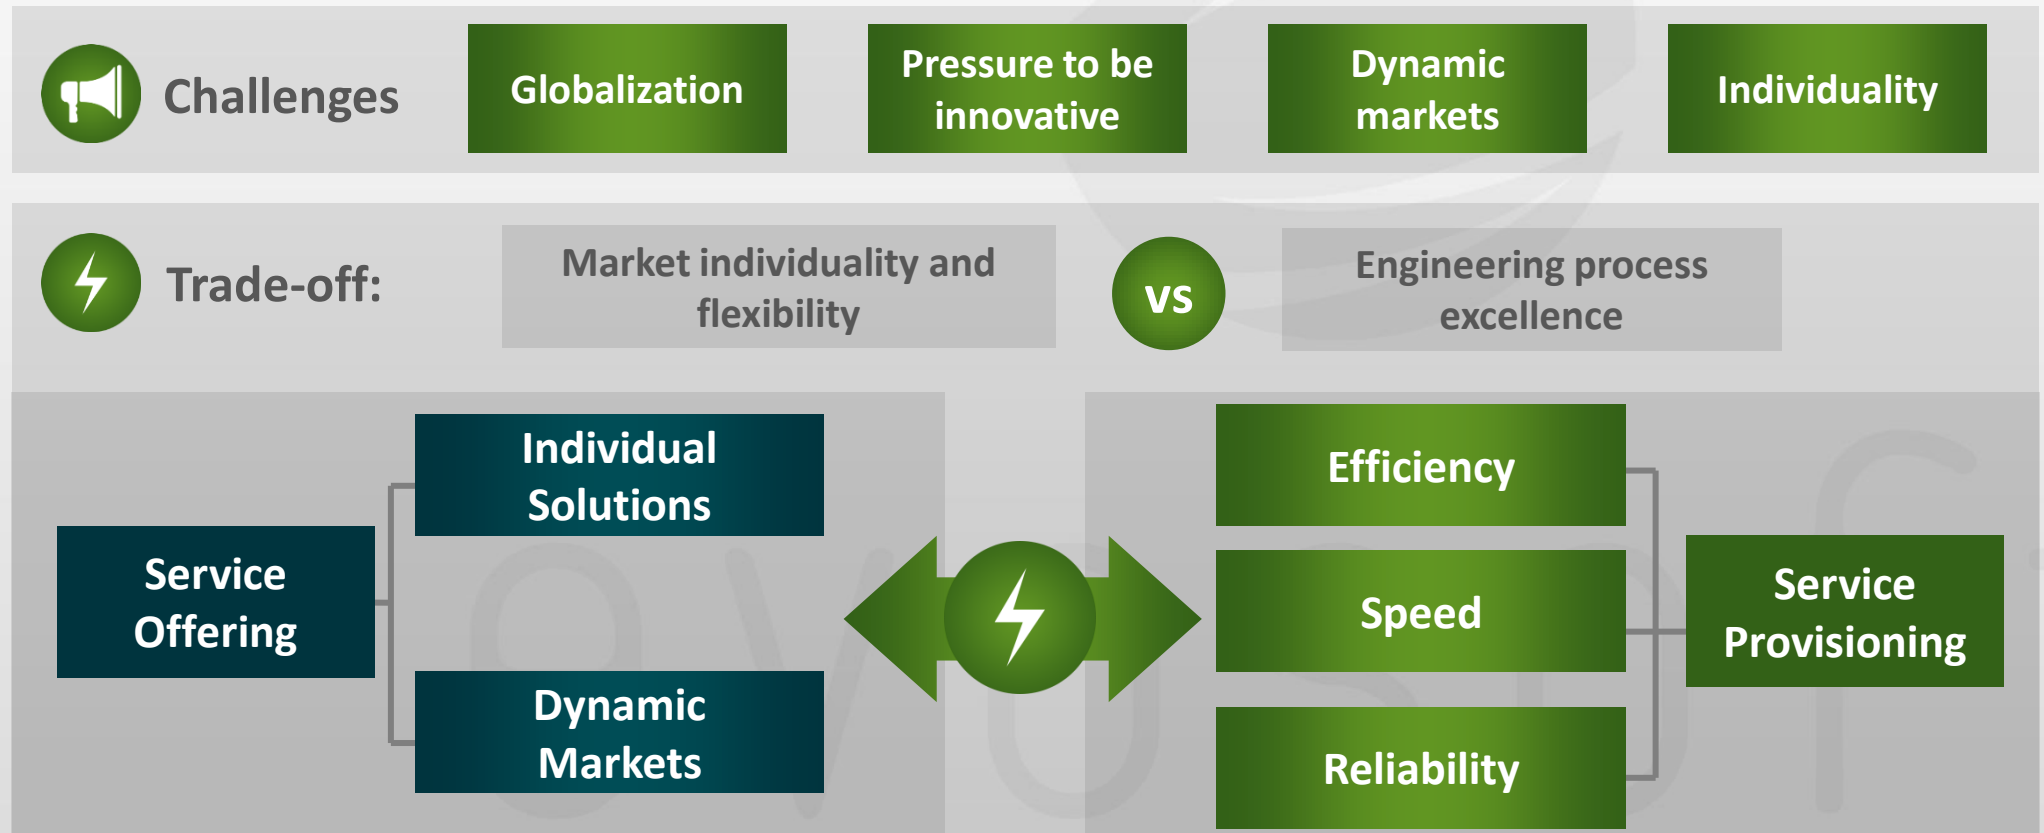 Challenges
Globalization
Pressure to be
innovative
Dynamic
markets
Individuality
Trade-off:
Market individuality and
flexibility
vs
Engineering process
excellence
Service
Offering
Individual
Solutions
Dynamic
Markets
Efficiency
Speed
Reliability
Service
Provisioning